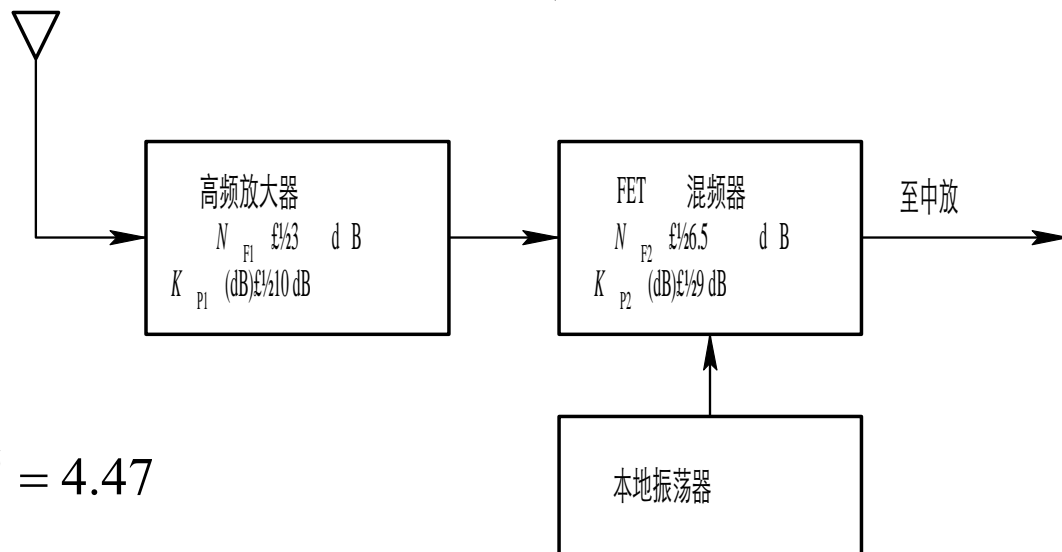 高频放大器
N F1 £½3 d B
K P1 (dB)£½10 dB
FET 混频器
N F2 £½6.5 d B
K P2 (dB)£½9 dB
至中放
本地振荡器
= 4.47